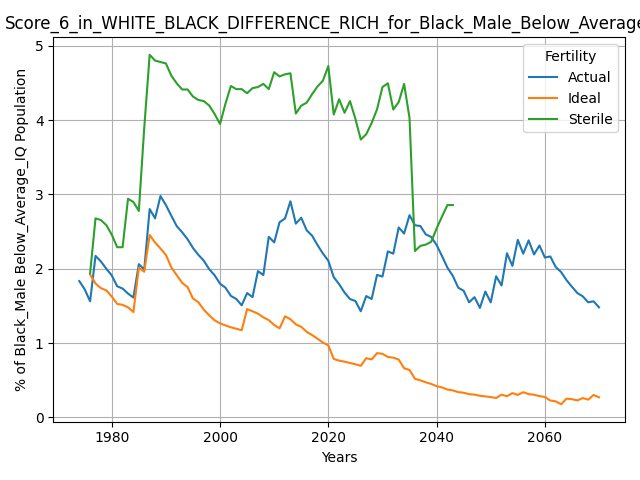 Score_6_in_WHITE_BLACK_DIFFERENCE_RICH_for_Black_Male_Below_Average
5
4
3
2
1
0
% of Black_Male Below_Average_IQ Population
Fertility
Actual
Ideal
Sterile
1980
2000
2020
2040
2060
Years